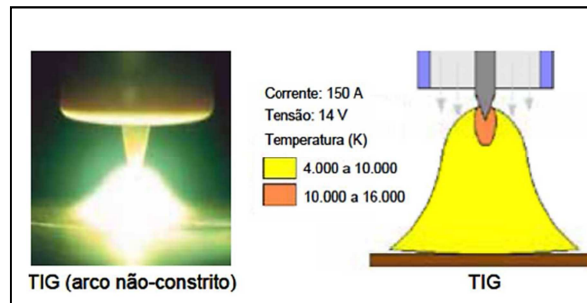 Corrente: 150 A
Tensão: 14 V
Temperatura (K)
4.000 a 10.000
10.000 a 16.000
TIG (arco não-constrito)
TIG